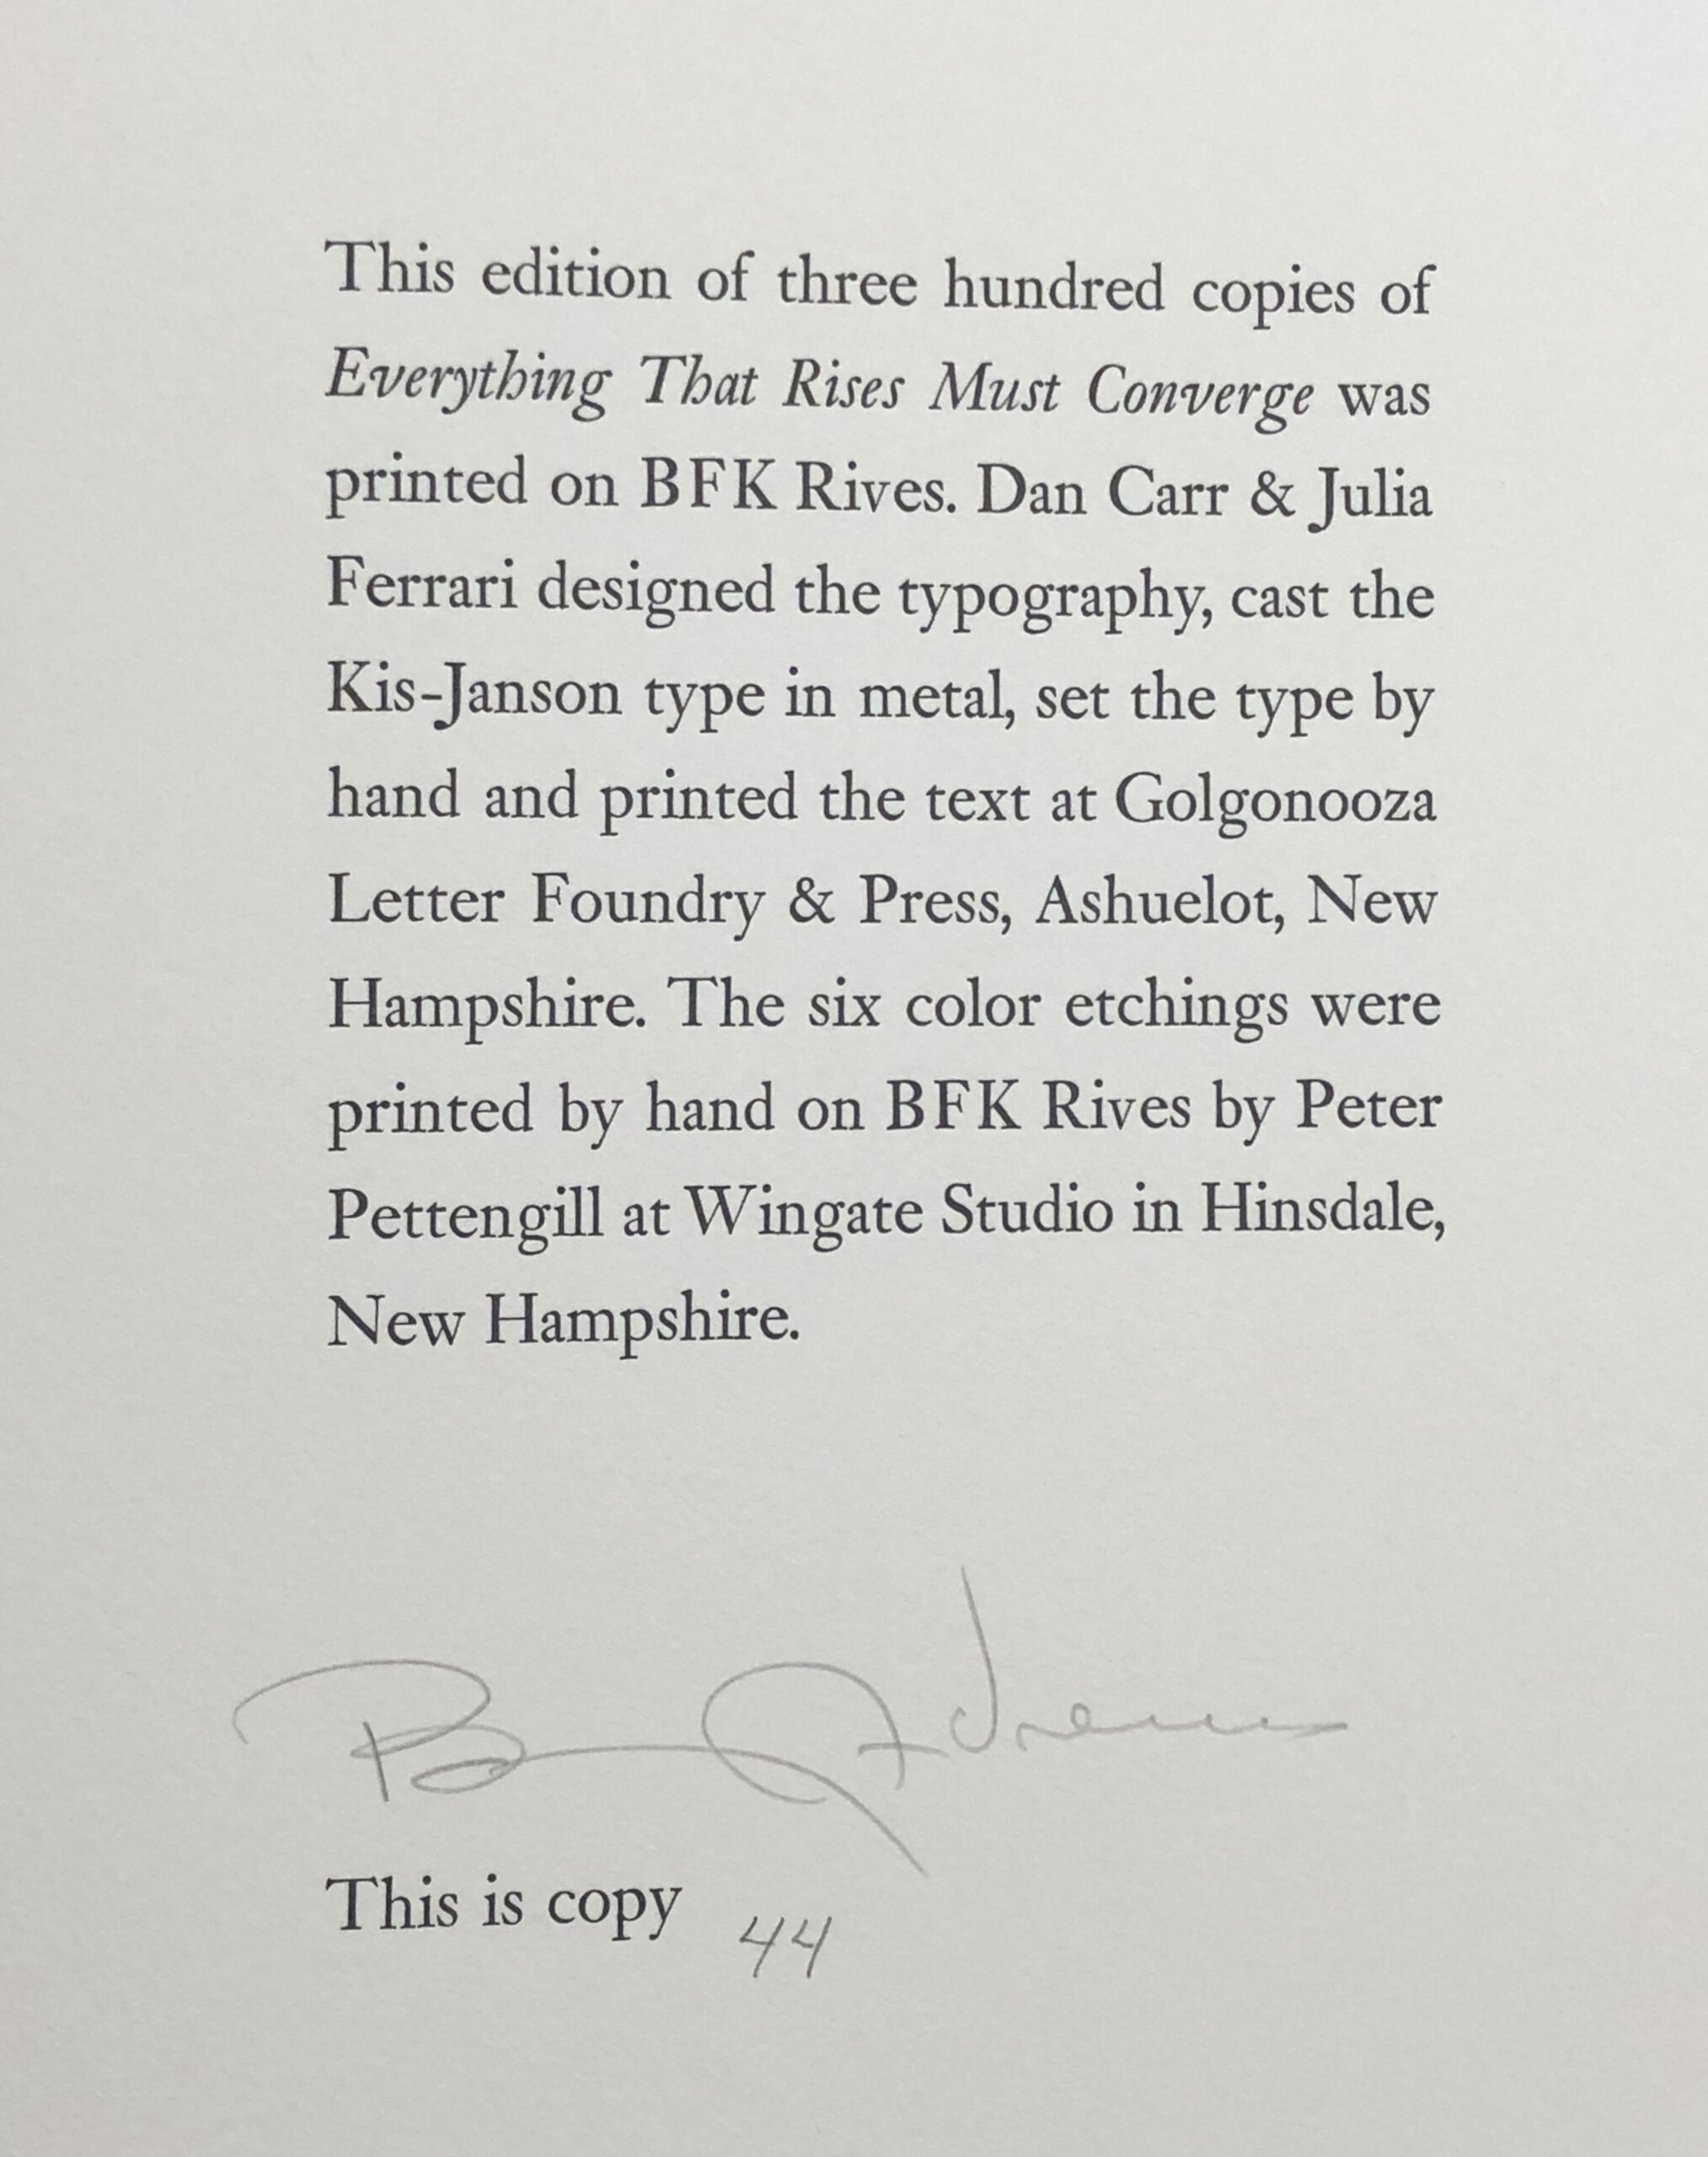 This edition of three hundred copies of
Everything That Rises Must Converge was
printed on BFK Rives. Dan Carr & Julia
Ferrari designed the typography, cast the
Kis-Janson type in metal, set the type by
hand and printed the text at Golgonooza
Letter Foundry & Press, Ashuelot, New
Hampshire. The six color etchings were
printed by hand on BFK Rives by Peter
Pettengill at Wingate Studio in Hinsdale,
New Hampshire.
This is copy 44